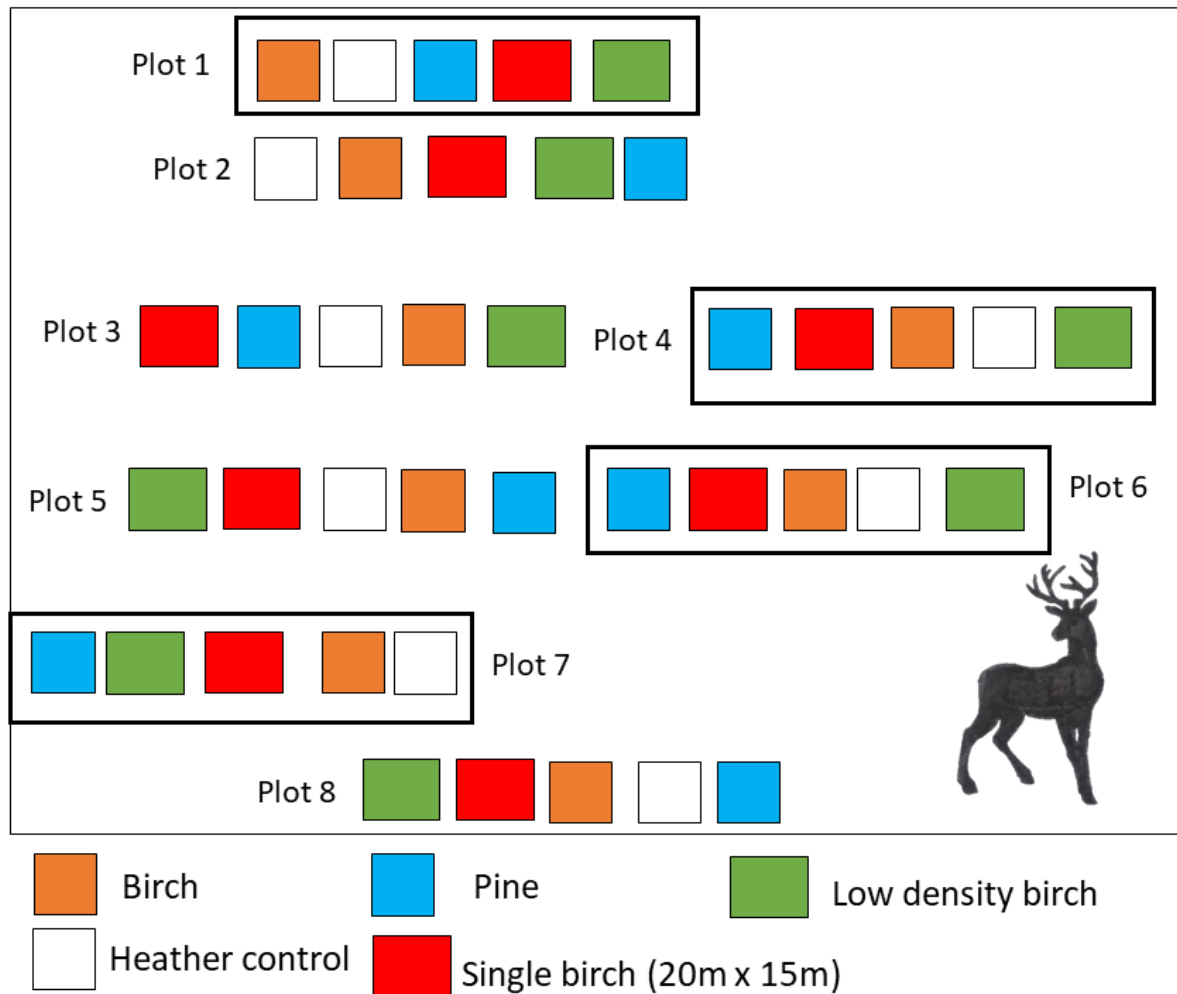 Plot 1
Plot 2
Plot 3
Plot 4
Plot 5
Plot 6
Plot 7
Plot 8
Birch
Pine
Low density birch
Heather control
Single birch (20m x 15m)